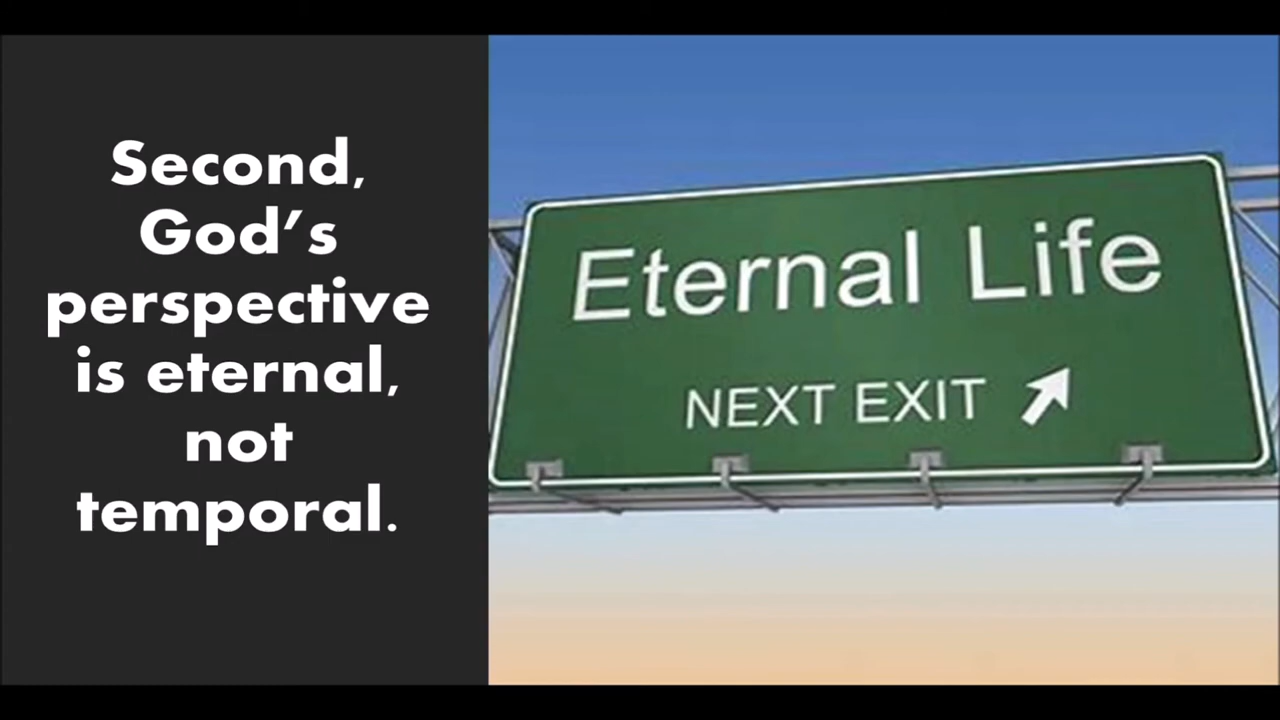 Second,
God’s
perspective
is eternal,
not
temporal.
Eternal Life
NEXT EXIT